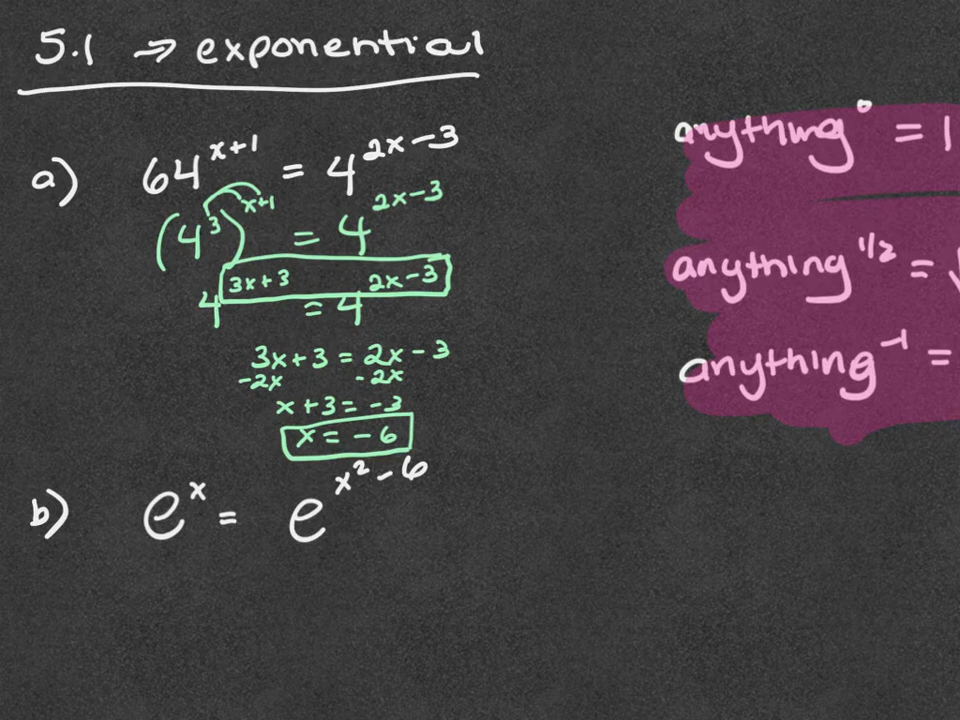 5.1 → exponential
a) 64^(x+1) = 4^(2x-3)
(4^3)^(x+1) = 4^(2x-3)
4^(3x+3) = 4^(2x-3)
3x+3 = 2x-3
-2x -2x
x+3 = -3
x = -6
b) e^x = e^(x^2-6)
anything^0 = 1
anything^(1/2) = √
anything^(-1) =